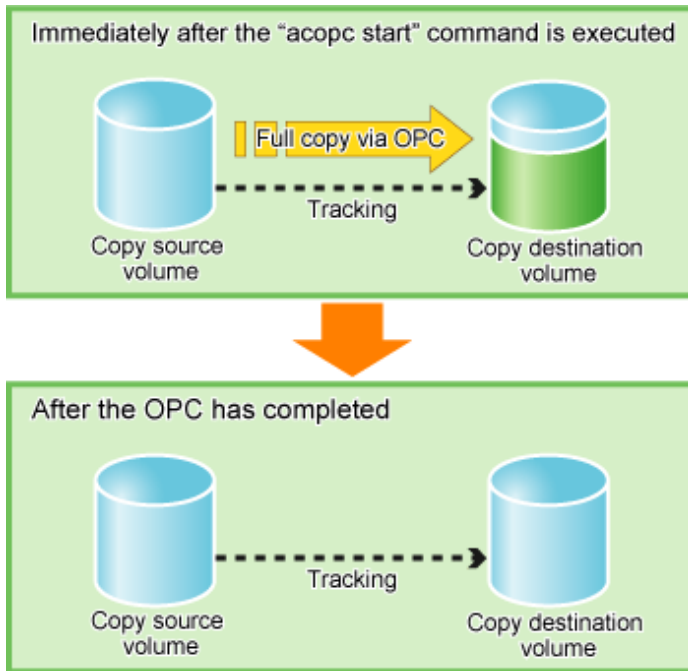 Immediately after the “acopc start” command is executed
Full copy via OPC
Tracking
Copy source
volume
Copy destination
volume
After the OPC has completed
Tracking
Copy source
volume
Copy destination
volume